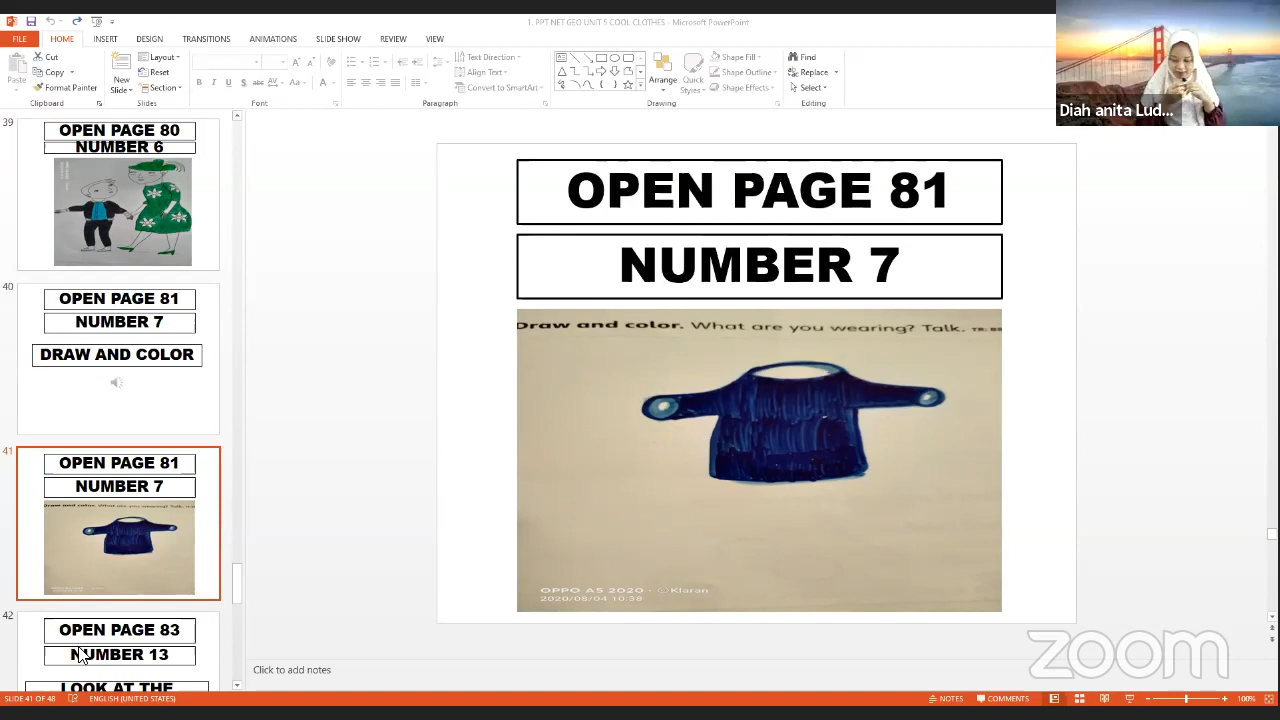 1. PPT NET GEO UNIT 5 COOL CLOTHES - Microsoft PowerPoint
FILE HOME INSERT DESIGN TRANSITIONS ANIMATIONS SLIDE SHOW REVIEW VIEW
Paste
Cut
Copy
Format Painter
Clipboard
New Slide
Layout
Reset
Section
Slides
Font
Text Direction
Align Text
Convert to SmartArt
Paragraph
Arrange
Quick Styles
Shape Fill
Shape Outline
Shape Effects
Drawing
Find
Replace
Select
Editing
Diah anita Lud...
39
OPEN PAGE 80
NUMBER 6
40
OPEN PAGE 81
NUMBER 7
DRAW AND COLOR
41
OPEN PAGE 81
NUMBER 7
42
OPEN PAGE 83
NUMBER 13
LOOK AT THE
OPEN PAGE 81
NUMBER 7
Draw and color. What are you wearing? Talk.
OPPO A5 2020 · ©Klaran
2020/08/04 10:38
zoom
Click to add notes
SLIDE 41 OF 48 ENGLISH (UNITED STATES) NOTES COMMENTS 100%